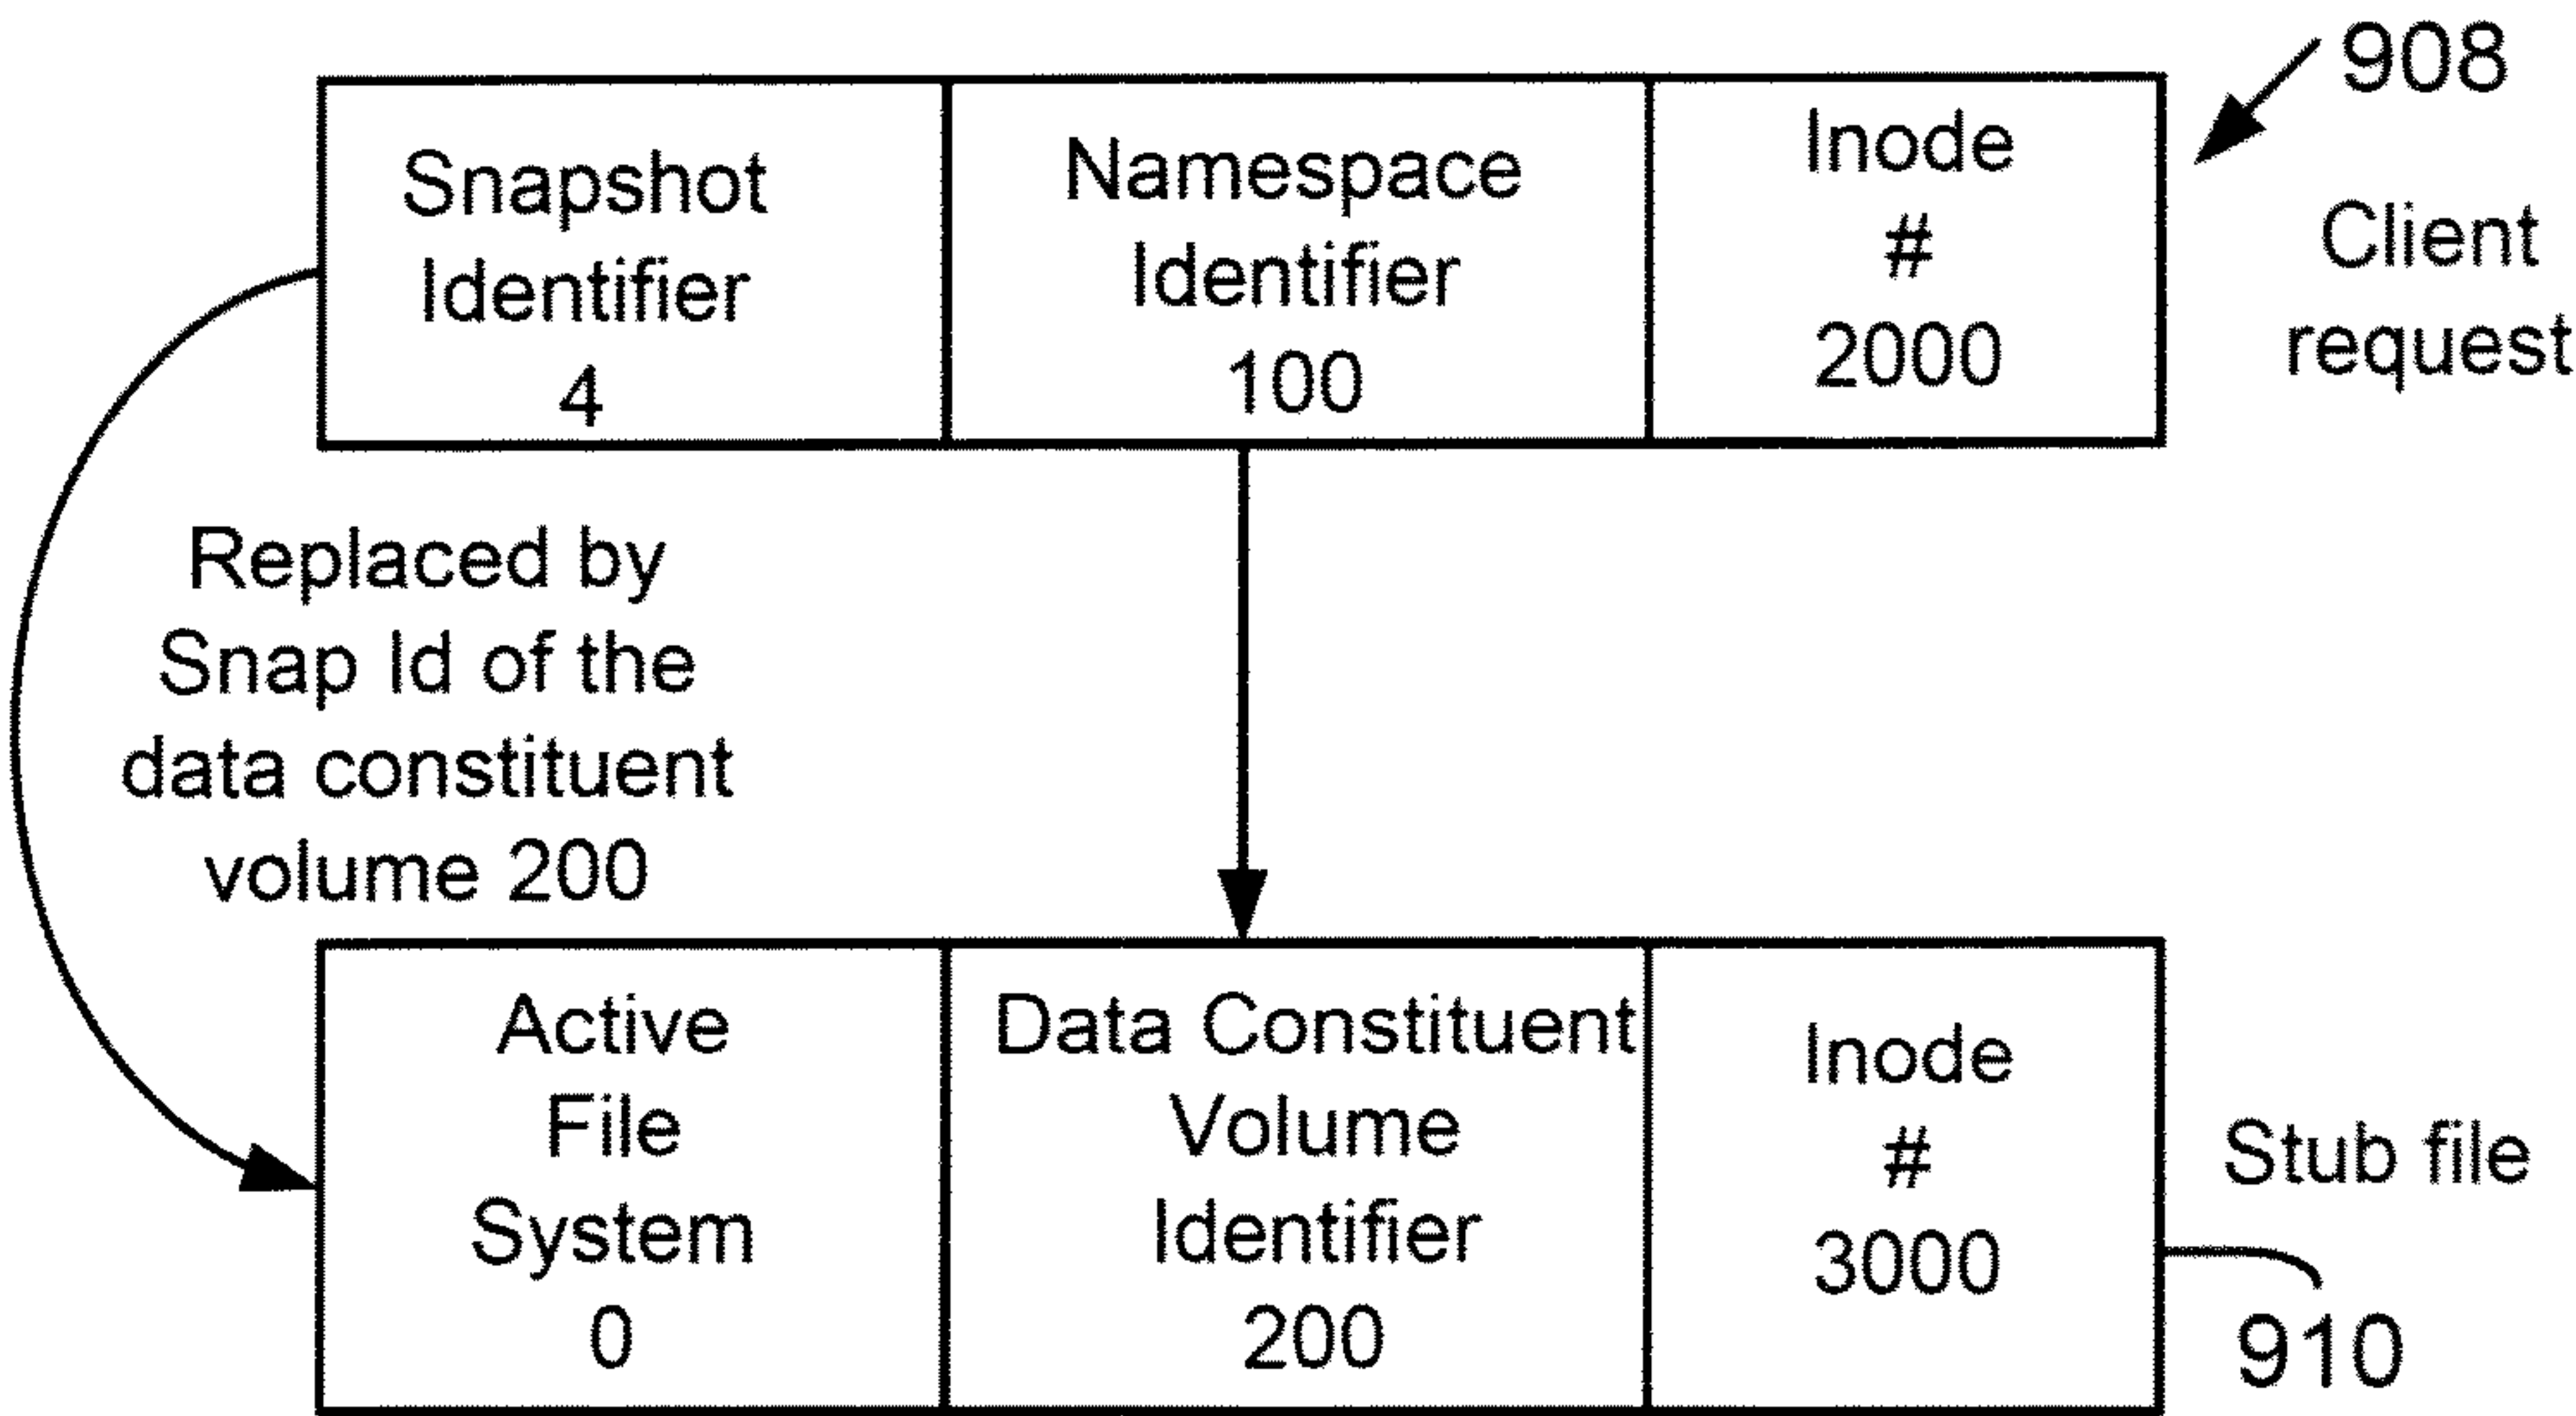 908
Snapshot
Identifier
4
Namespace
Identifier
100
Inode
#
2000
Client
request
Replaced by
Snap Id of the
data constituent
volume 200
Active
File
System
0
Data Constituent
Volume
Identifier
200
Inode
#
3000
Stub file
910